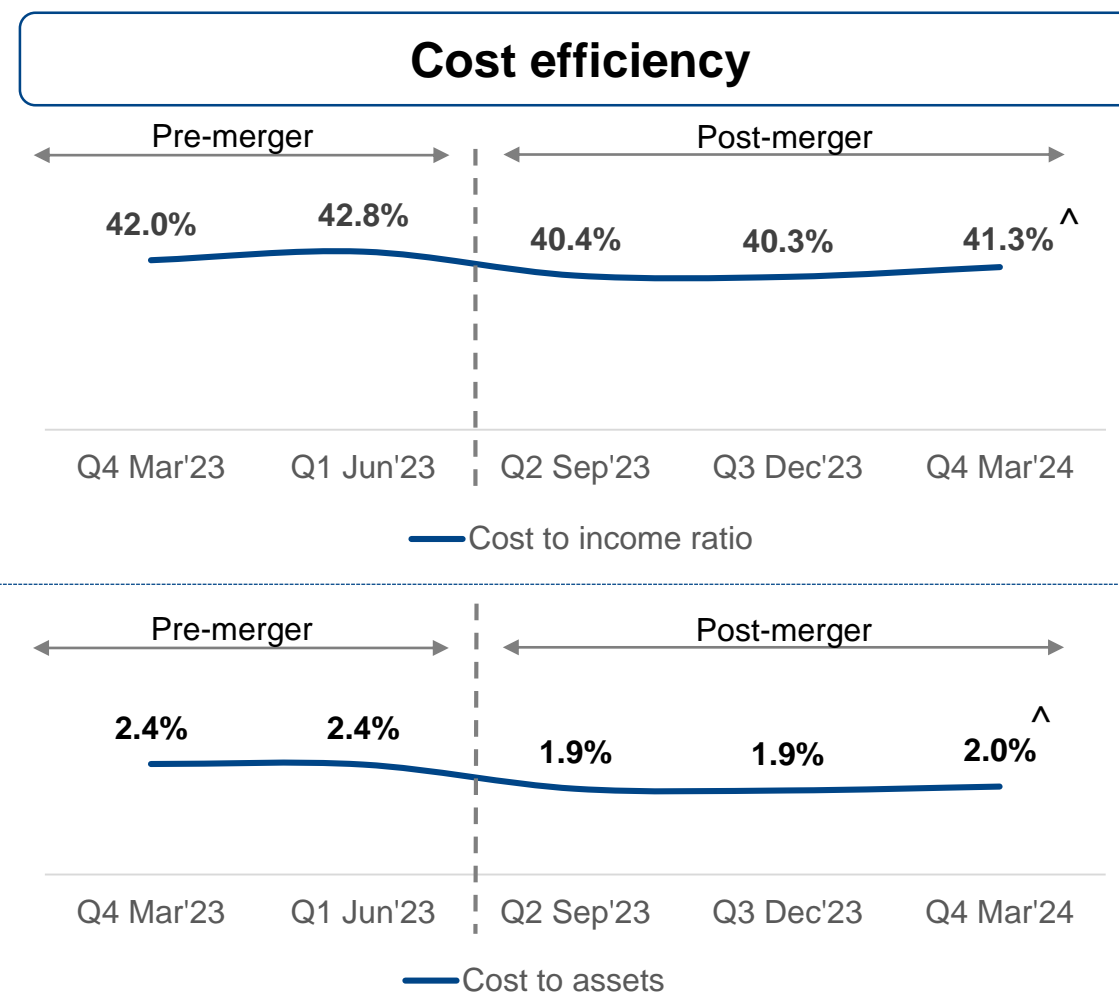 Cost efficiency
Pre-merger Post-merger
42.0% 42.8% 40.4% 40.3% 41.3% ^
Q4 Mar'23 Q1 Jun'23 Q2 Sep'23 Q3 Dec'23 Q4 Mar'24
Cost to income ratio
Pre-merger Post-merger
2.4% 2.4% 1.9% 1.9% 2.0% ^
Q4 Mar'23 Q1 Jun'23 Q2 Sep'23 Q3 Dec'23 Q4 Mar'24
Cost to assets